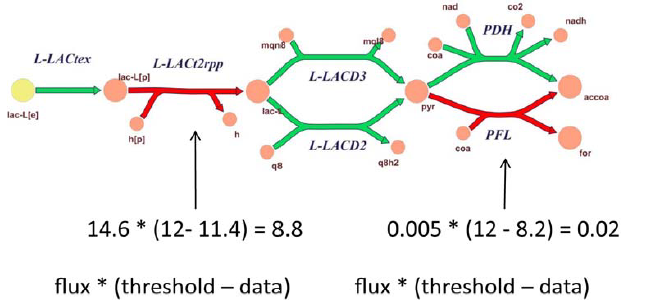 nad
co2
nadh
PDH
mqn8
mql8
coa
L-LACtex
L-LACt2rpp
lac-L[p]
L-LACD3
accoa
lac-L[e]
lac-L
pyr
h[p]
h
L-LACD2
coa
PFL
for
q8
q8h2
14.6 * (12- 11.4) = 8.8
0.005 * (12 - 8.2) = 0.02
flux * (threshold – data)
flux * (threshold – data)